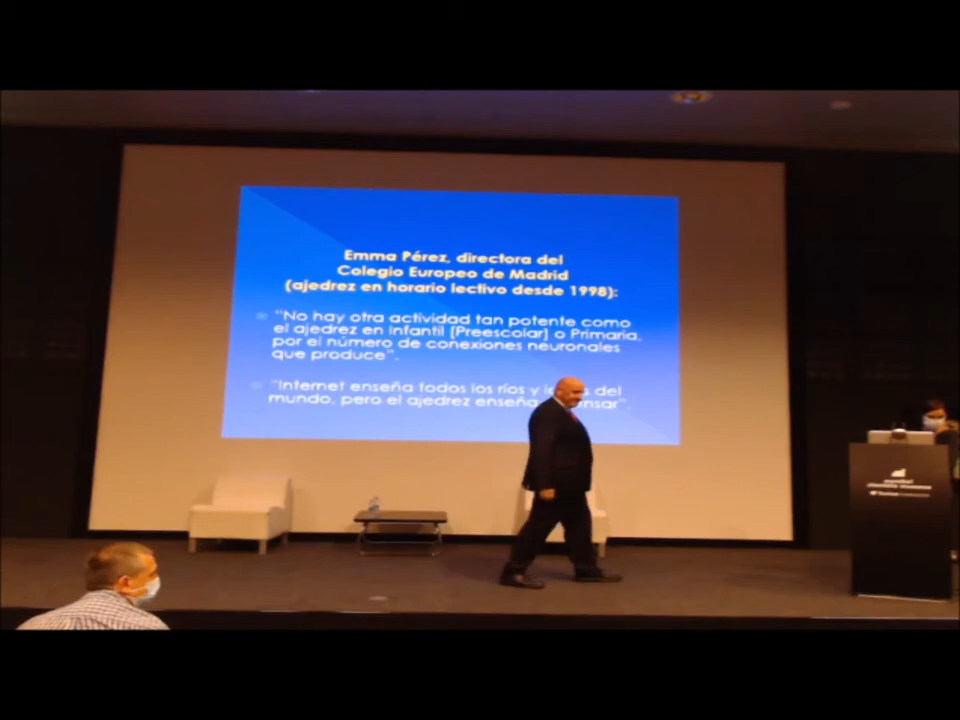 Emma Pérez, directora del
Colegio Europeo de Madrid
(ajedrez en horario lectivo desde 1998):
"No hay otra actividad tan potente como
el ajedrez en Infantil [Preescolar] o Primaria,
por el número de conexiones neuronales
que produce".
"Internet enseña todos los ríos y del
mundo, pero el ajedrez enseña